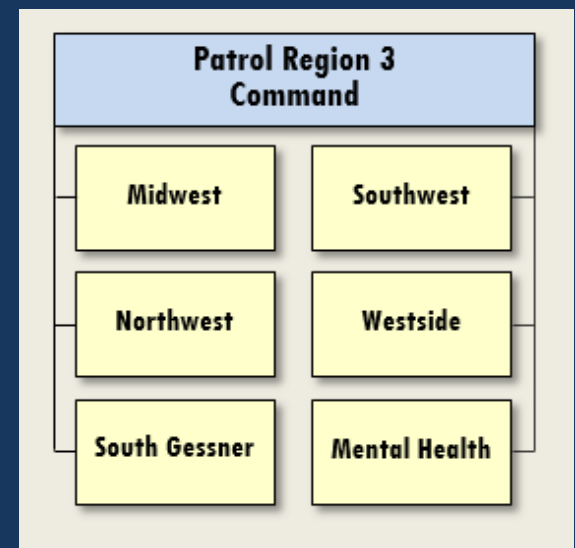 Patrol Region 3
Command
Midwest
Southwest
Northwest
Westside
South Gessner
Mental Health